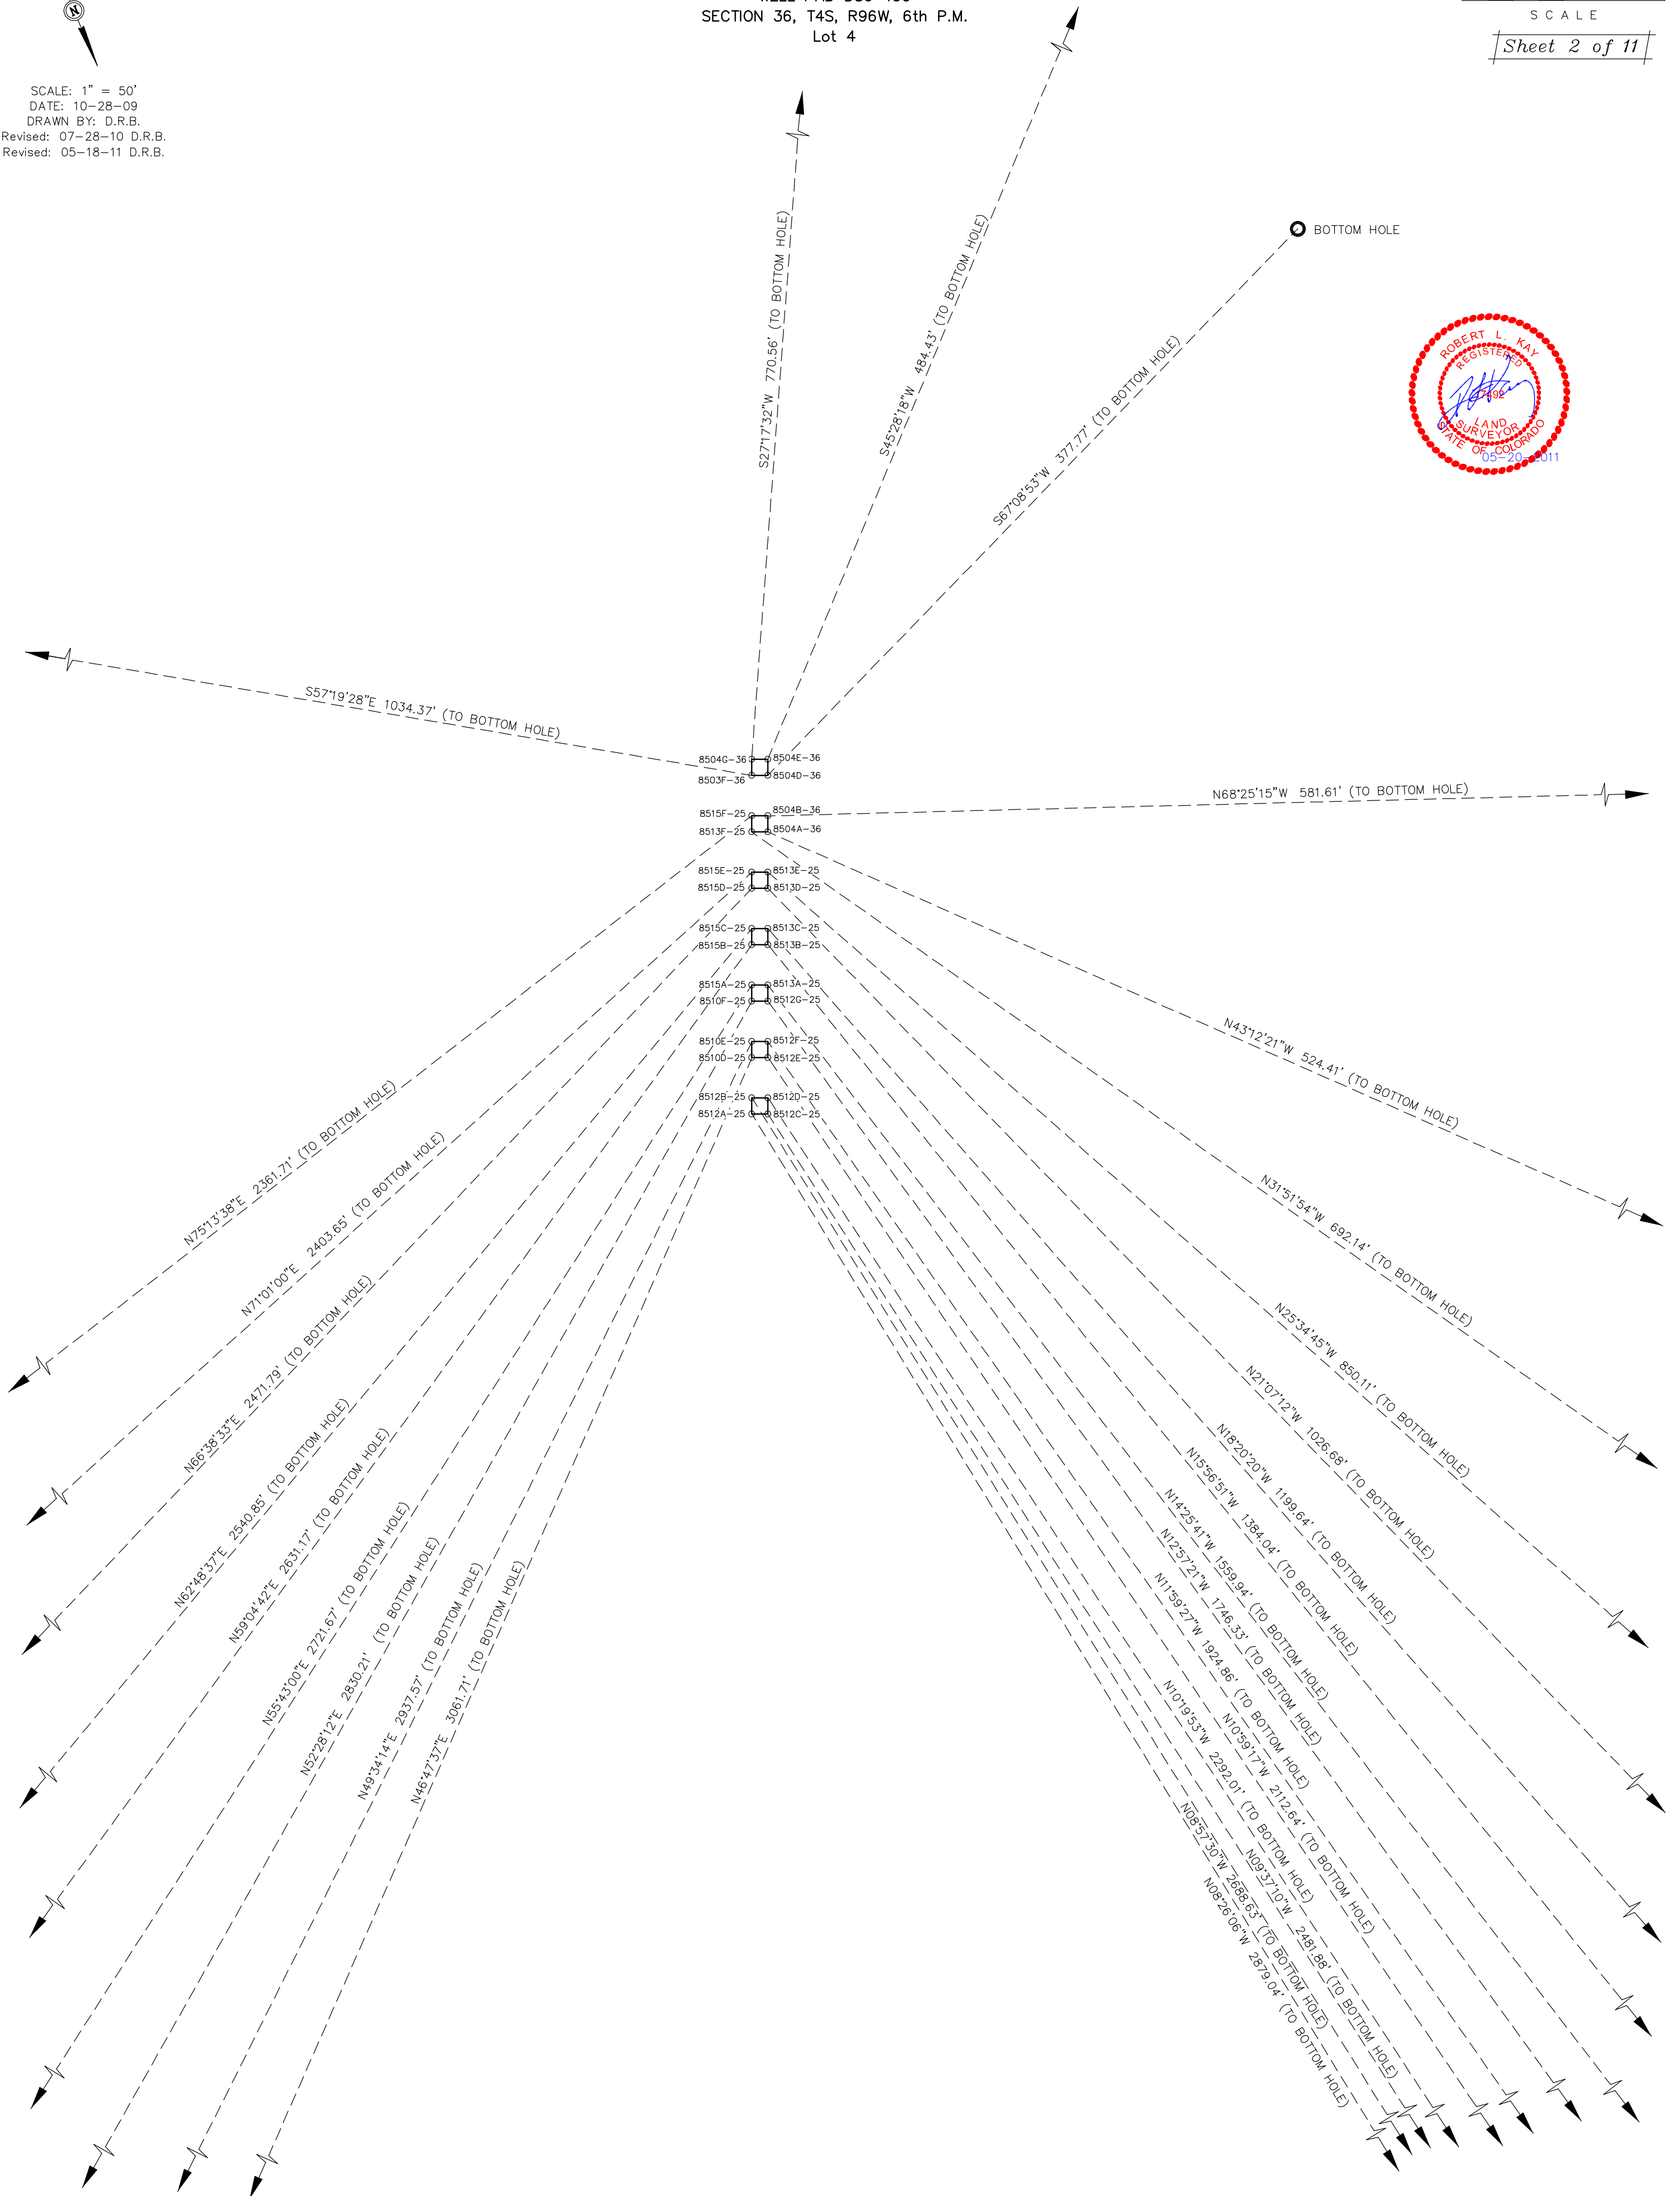 SECTION 36, T4S, R96W, 6th P.M.
Lot 4
SCALE
Sheet 2 of 11
N
SCALE: 1" = 50'
DATE: 10-28-09
DRAWN BY: D.R.B.
Revised: 07-28-10 D.R.B.
Revised: 05-18-11 D.R.B.
BOTTOM HOLE
ROBERT L. KAY
REGISTERED
LAND
SURVEYOR
STATE OF COLORADO
S27°17'32"W 770.56' (TO BOTTOM HOLE)
S45°28'18"W 484.43' (TO BOTTOM HOLE)
S67°08'53"W 377.77' (TO BOTTOM HOLE)
S57°19'28"E 1034.37' (TO BOTTOM HOLE)
8504G-36 8504E-36
8503F-36 8504D-36
N68°25'15"W 581.61' (TO BOTTOM HOLE)
8515F-25 8504B-36
8513F-25 8504A-36
8515E-25 8513E-25
8515D-25 8513D-25
8515C-25 8513C-25
8515B-25 8513B-25
8515A-25 8513A-25
8510F-25 8512G-25
8510E-25 8512F-25
8510D-25 8512E-25
8512B-25 8512D-25
8512A-25 8512C-25
N75°13'38"E 2361.71' (TO BOTTOM HOLE)
N71°01'00"E 2403.65' (TO BOTTOM HOLE)
N66°38'33"E 2471.79' (TO BOTTOM HOLE)
N62°48'37"E 2540.85' (TO BOTTOM HOLE)
N59°04'42"E 2631.17' (TO BOTTOM HOLE)
N55°43'00"E 2721.67' (TO BOTTOM HOLE)
N52°28'12"E 2830.21' (TO BOTTOM HOLE)
N49°34'14"E 2937.57' (TO BOTTOM HOLE)
N46°47'37"E 3061.71' (TO BOTTOM HOLE)
N43°12'21"W 524.41' (TO BOTTOM HOLE)
N31°51'54"W 692.14' (TO BOTTOM HOLE)
N25°34'45"W 850.11' (TO BOTTOM HOLE)
N21°07'12"W 1026.68' (TO BOTTOM HOLE)
N18°20'20"W 1199.64' (TO BOTTOM HOLE)
N15°56'51"W 1384.04' (TO BOTTOM HOLE)
N14°25'41"W 1559.94' (TO BOTTOM HOLE)
N12°57'21"W 1746.33' (TO BOTTOM HOLE)
N11°59'27"W 1924.86' (TO BOTTOM HOLE)
N10°59'17"W 2112.64' (TO BOTTOM HOLE)
N10°19'53"W 2292.01' (TO BOTTOM HOLE)
N09°37'10"W 2481.88' (TO BOTTOM HOLE)
N08°57'30"W 2688.63' (TO BOTTOM HOLE)
N08°26'06"W 2879.04' (TO BOTTOM HOLE)